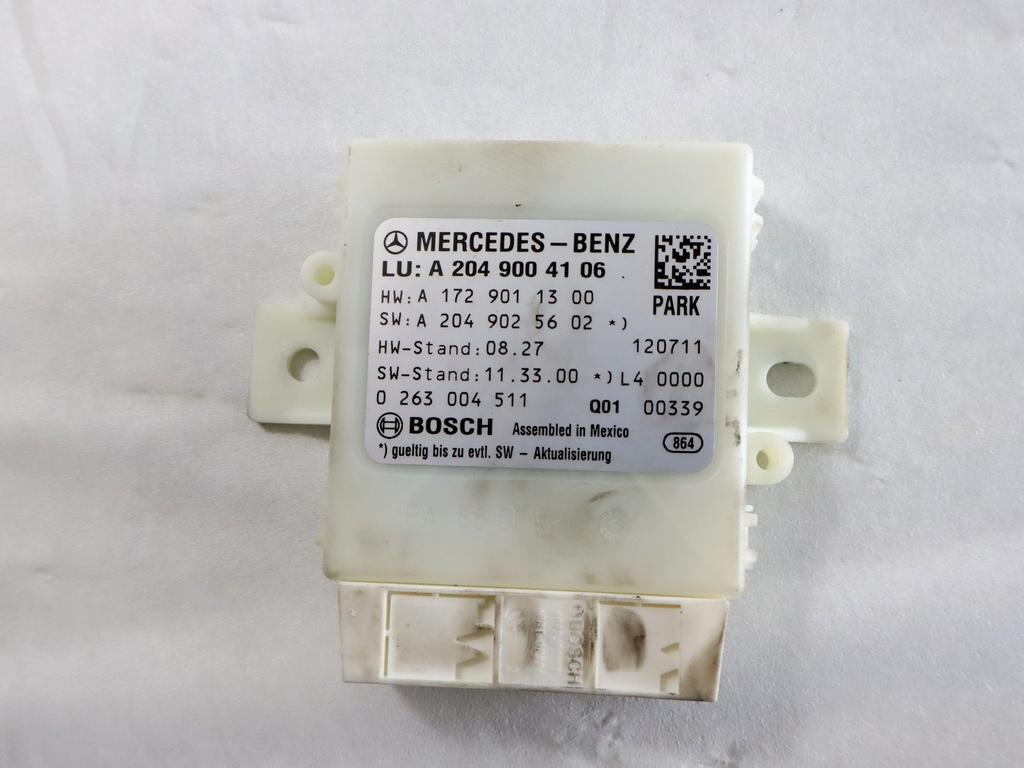 MERCEDES-BENZ
LU: A 204 900 41 06
PARK
HW: A 172 901 13 00
SW: A 204 902 56 02 *)
HW-Stand: 08.27 120711
SW-Stand: 11.33.00 *) L4 0000
0 263 004 511 Q01 00339
BOSCH Assembled in Mexico 864
*) gueltig bis zu evtl. SW - Aktualisierung
BOSCH